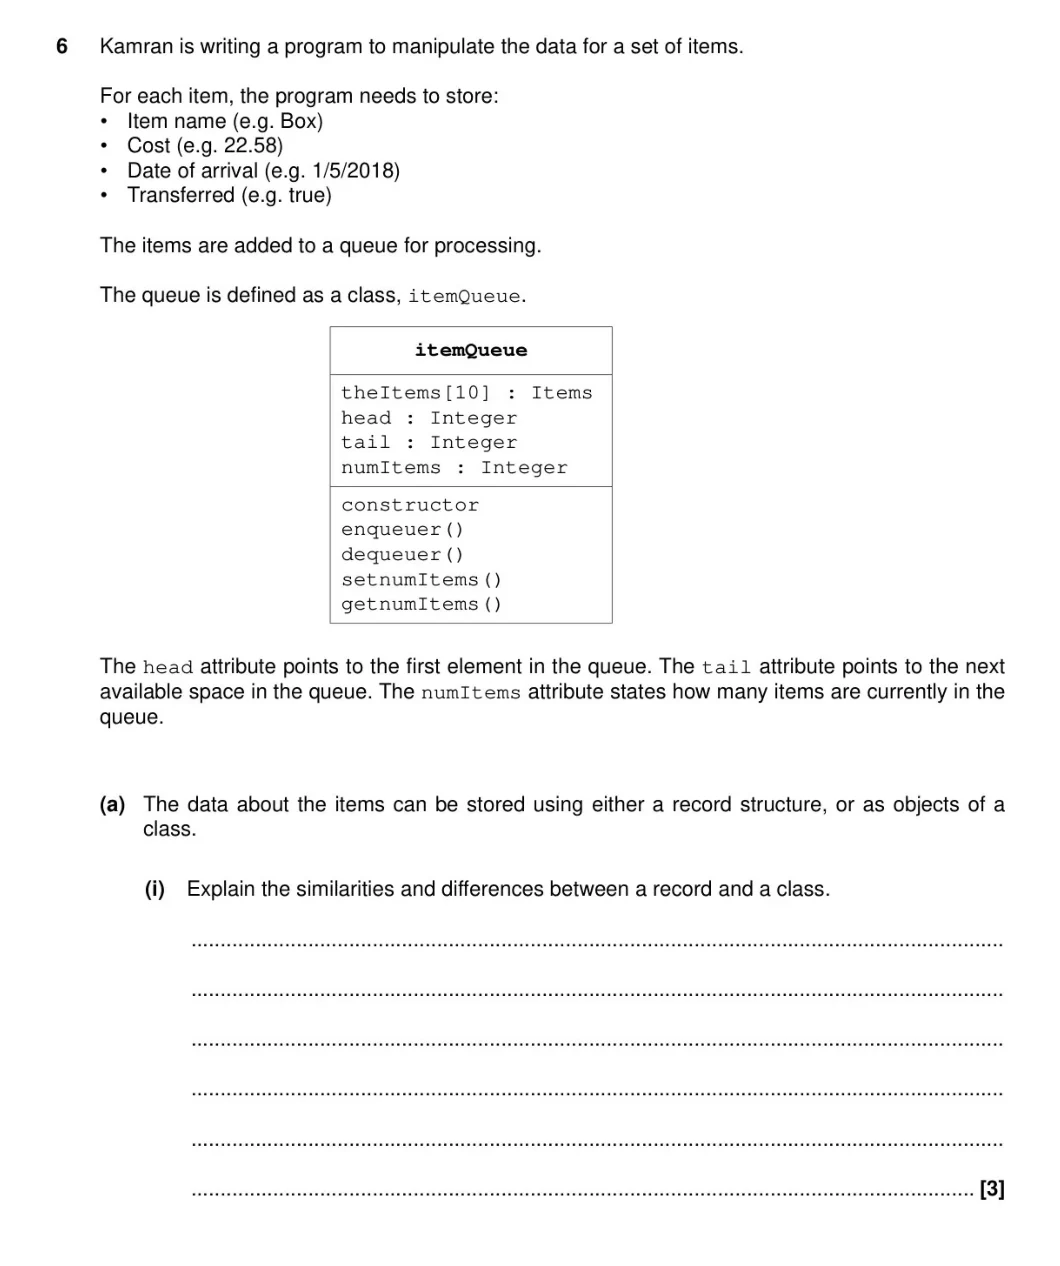 6 Kamran is writing a program to manipulate the data for a set of items.
For each item, the program needs to store:
• Item name (e.g. Box)
• Cost (e.g. 22.58)
• Date of arrival (e.g. 1/5/2018)
• Transferred (e.g. true)
The items are added to a queue for processing.
The queue is defined as a class, itemQueue.
itemQueue
theItems[10] : Items
head : Integer
tail : Integer
numItems : Integer
constructor
enqueuer()
dequeuer()
setnumItems()
getnumItems()
The head attribute points to the first element in the queue. The tail attribute points to the next
available space in the queue. The numItems attribute states how many items are currently in the
queue.
(a) The data about the items can be stored using either a record structure, or as objects of a
class.
(i) Explain the similarities and differences between a record and a class.
[3]